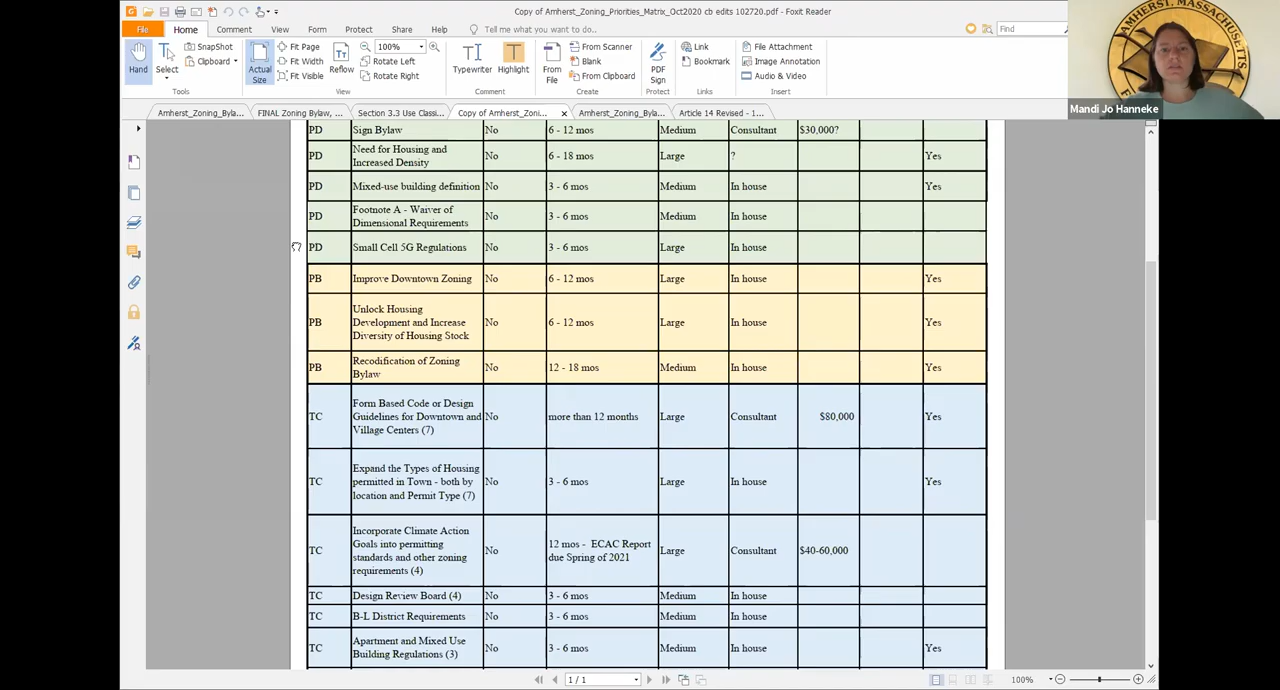 Copy of Amherst_Zoning_Priorities_Matrix_Oct2020 cb edits 102720.pdf - Foxit Reader
File Home Comment View Form Protect Share Help Tell me what you want to do.. Find
Hand Select SnapShot Clipboard
Actual Size Fit Page Fit Width Fit Visible Reflow 100% Rotate Left Rotate Right
Typewriter Highlight
From File From Scanner Blank From Clipboard
PDF Sign Link Bookmark
File Attachment Image Annotation Audio & Video
Tools View Comment Create Protect Links Insert
AMHERST, MASSACHUSETTS
Mandi Jo Hanneke
Amherst_Zoning_Byla... FINAL Zoning Bylaw, ... Section 3.3 Use Classi... Copy of Amherst_Zoni... Amherst_Zoning_Byla... Article 14 Revised - 1...
PD Sign Bylaw No 6 - 12 mos Medium Consultant $30,000?
PD Need for Housing and Increased Density No 6 - 18 mos Large ? Yes
PD Mixed-use building definition No 3 - 6 mos Medium In house Yes
PD Footnote A - Waiver of Dimensional Requirements No 3 - 6 mos Medium In house
PD Small Cell 5G Regulations No 3 - 6 mos Large In house
PB Improve Downtown Zoning No 6 - 12 mos Large In house Yes
PB Unlock Housing Development and Increase Diversity of Housing Stock No 6 - 12 mos Large In house Yes
PB Recodification of Zoning Bylaw No 12 - 18 mos Medium In house Yes
TC Form Based Code or Design Guidelines for Downtown and Village Centers (7) No more than 12 months Large Consultant $80,000 Yes
TC Expand the Types of Housing permitted in Town - both by location and Permit Type (7) No 3 - 6 mos Large In house Yes
TC Incorporate Climate Action Goals into permitting standards and other zoning requirements (4) No 12 mos - ECAC Report due Spring of 2021 Large Consultant $40-60,000
TC Design Review Board (4) No 3 - 6 mos Medium In house
TC B-L District Requirements No 3 - 6 mos Medium In house
TC Apartment and Mixed Use Building Regulations (3) No 3 - 6 mos Medium In house Yes
1 / 1 100%